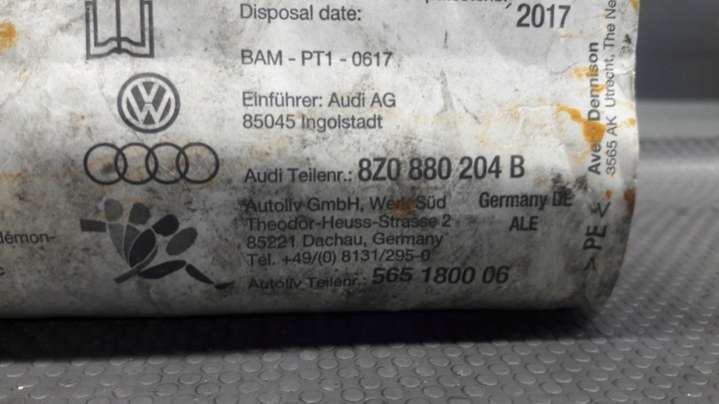 Disposal date:
2017
BAM - PT1 - 0617
Einführer: Audi AG
85045 Ingolstadt
Audi Teilenr.: 8Z0 880 204 B
Autoliv GmbH, Werk Süd
Theodor-Heuss-Strasse 2
85221 Dachau, Germany
Tel. +49/(0) 8131/295-0
Autoliv Teilenr.: 565 1800 06
Germany DE
ALE
démon-
c
> PE <
Avery Dennison
3565 AK Utrecht, The Ne